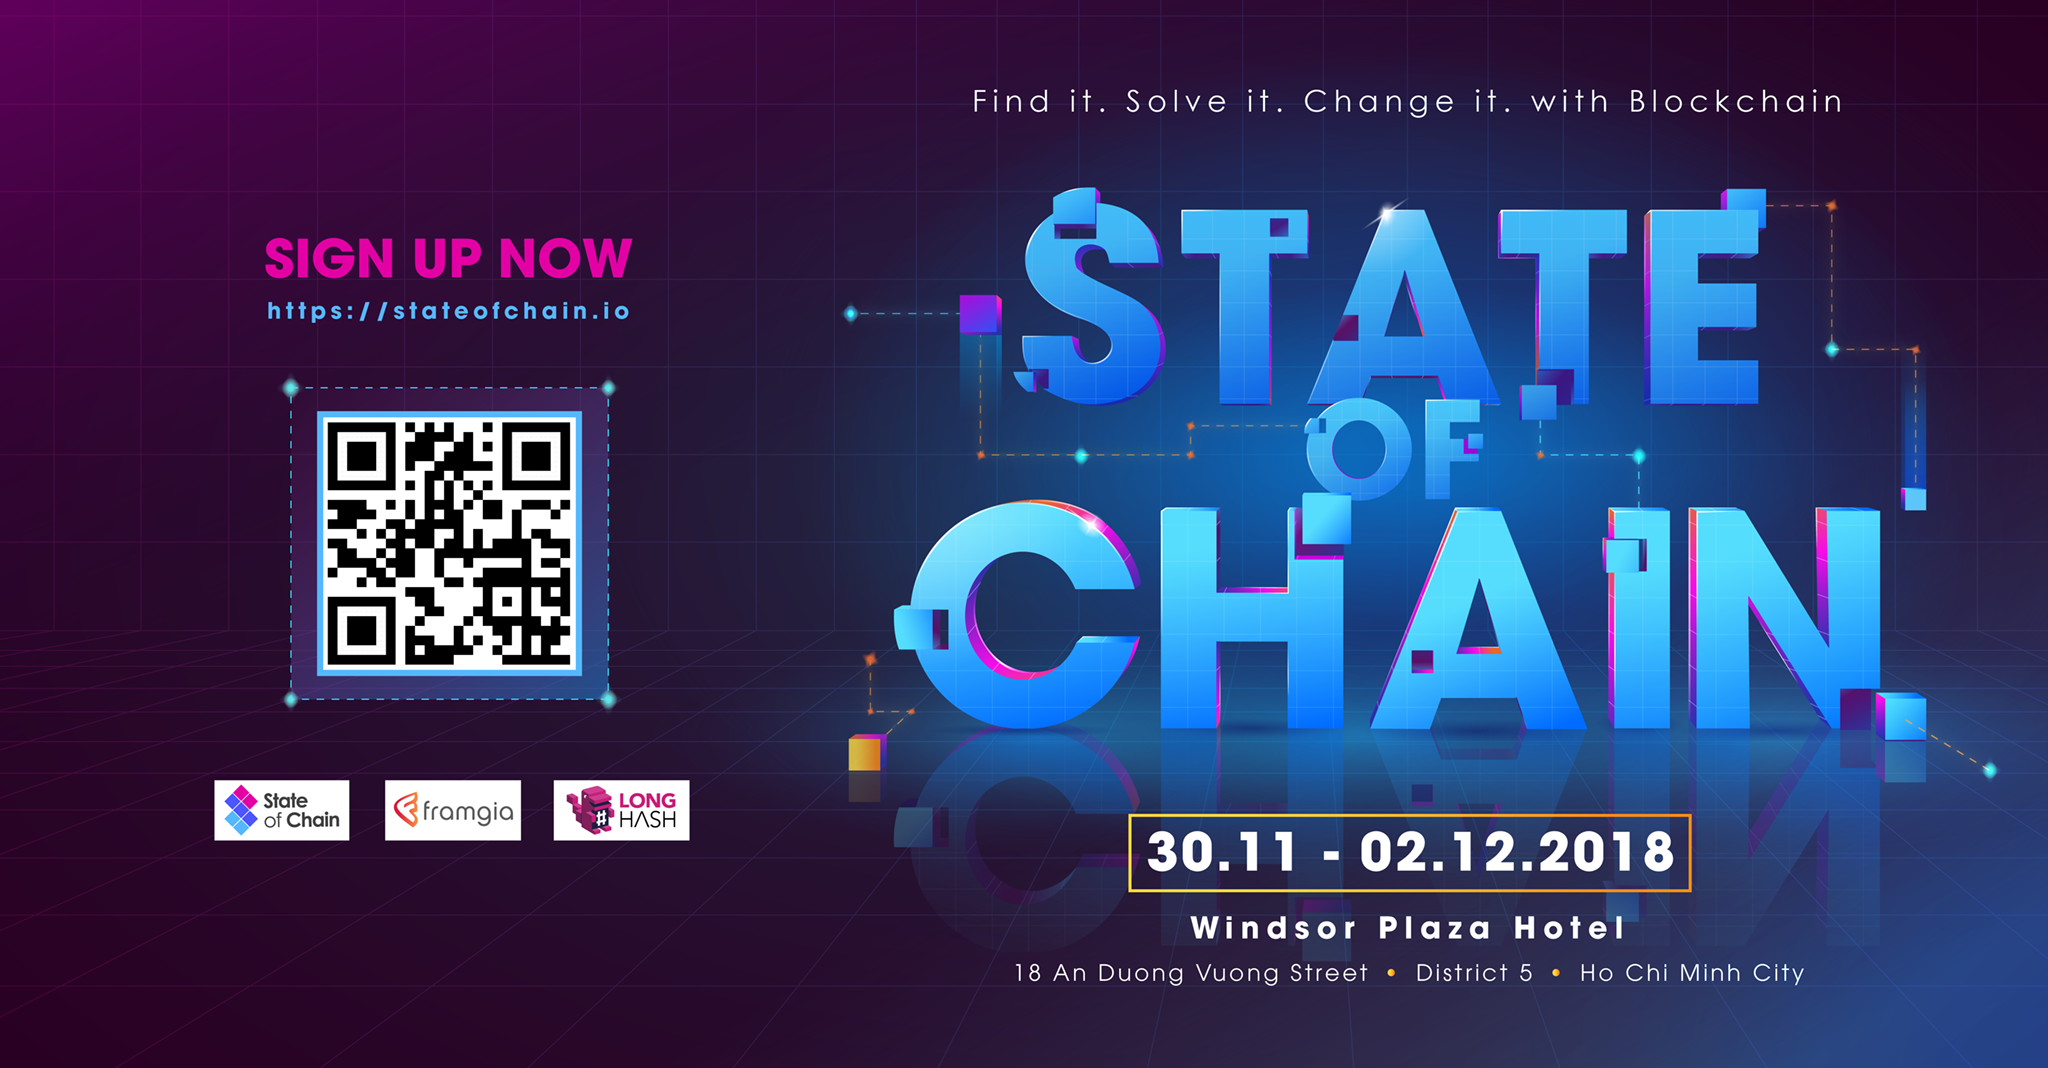 Find it. Solve it. Change it. with Blockchain
STATE
OF
CHAIN
SIGN UP NOW
https://stateofchain.io
State
of Chain
framgia
LONG
HASH
30.11 - 02.12.2018
Windsor Plaza Hotel
18 An Duong Vuong Street • District 5 • Ho Chi Minh City